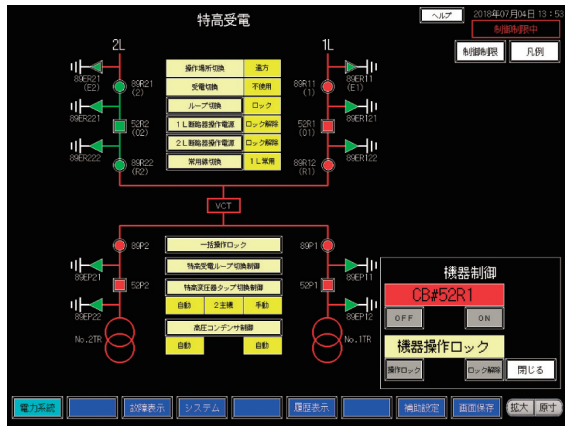 特高受電
ヘルプ
2018年07月04日 13:53
制御制限中
制御制限
凡例
2L
1L
89ER21
(E2)
89R21
(2)
89ER221
52R2
(O2)
89ER222
89R22
(R2)
操作場所切換 遠方
受電切換 不使用
ループ切換 ロック
1L断路器操作電源 ロック解除
2L断路器操作電源 ロック解除
常用線切換 1L常用
89R11
(1)
89ER11
(E1)
89ER121
52R1
(O1)
89ER122
89R12
(R1)
VCT
89P2
89EP21
52P2
89EP22
No.2TR
一括操作ロック
特高受電ループ切換制御
特高変圧器タップ切換制御
自動 2主機 手動
高圧コンデンサ制御
自動 自動
89P1
89EP11
52P1
89EP12
No.1TR
機器制御
CB#52R1
OFF
ON
機器操作ロック
操作ロック
ロック解除
閉じる
電力系統
故障表示
システム
履歴表示
補助設定
画面保存
拡大
原寸